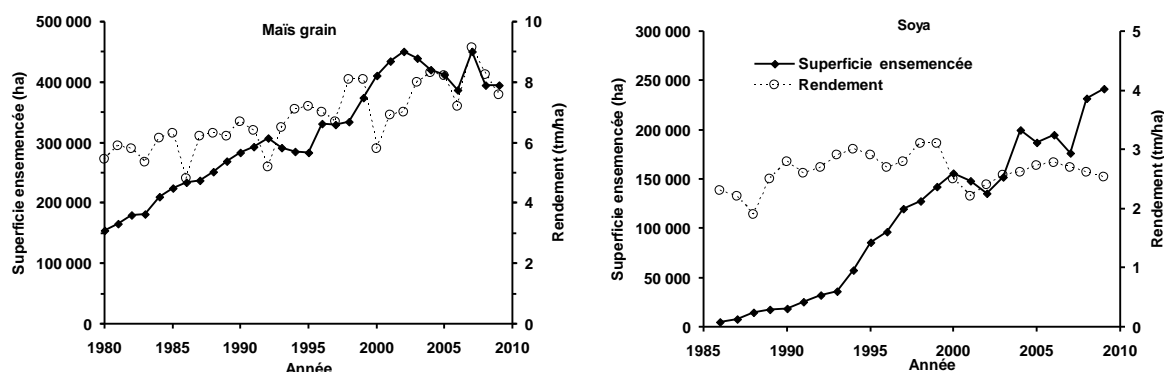 Maïs grain
500 000
400 000
300 000
200 000
100 000
0
Superficie ensemencée (ha)
10
8
6
4
2
0
Rendement (tm/ha)
1980 1985 1990 1995 2000 2005 2010
Année
Soya
Superficie ensemencée
Rendement
300 000
250 000
200 000
150 000
100 000
50 000
0
Superficie ensemencée (ha)
5
4
3
2
1
0
Rendement (tm/ha)
1985 1990 1995 2000 2005 2010
Année